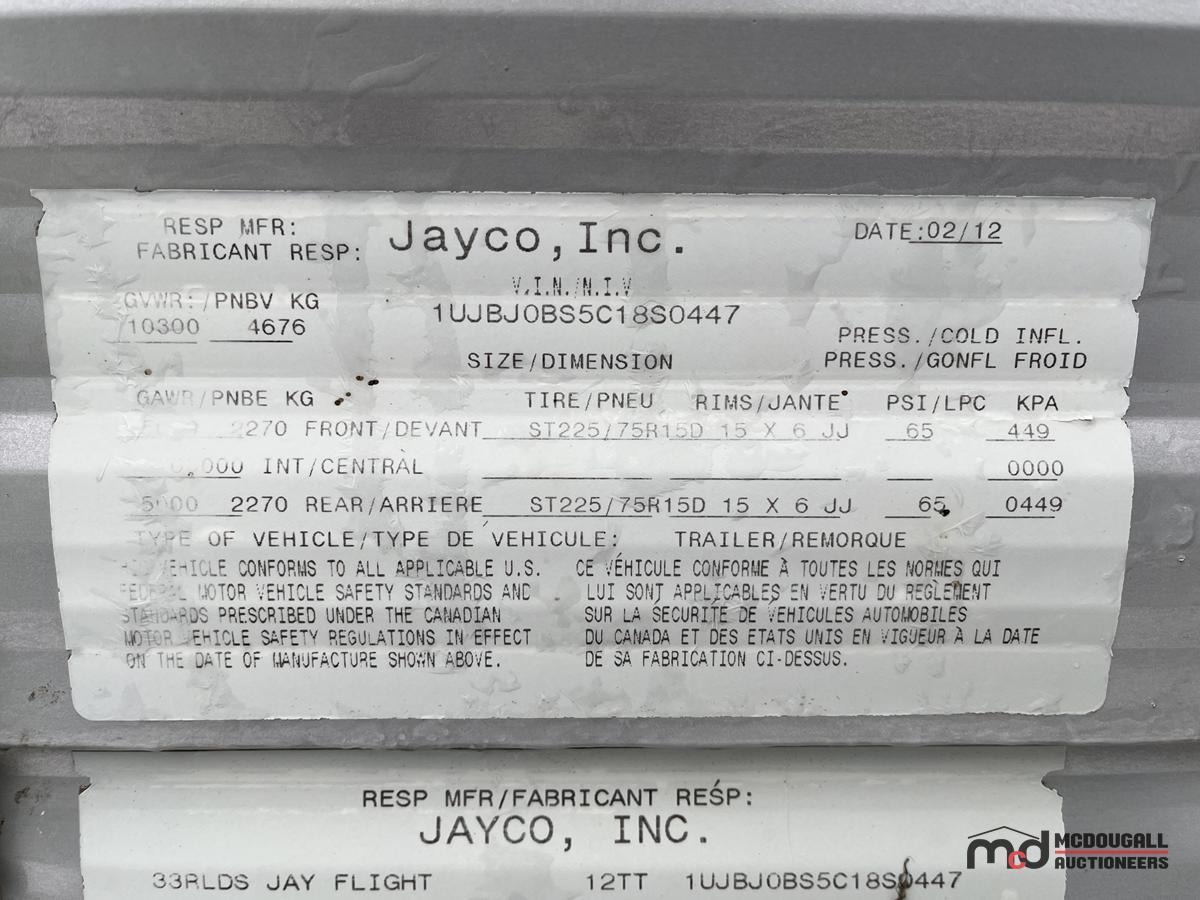 RESP MFR:
FABRICANT RESP: Jayco, Inc. DATE:02/12
V.I.N./N.I.V
GVWR:/PNBV KG 1UJBJ0BS5C18S0447
10300 4676
PRESS./COLD INFL.
SIZE/DIMENSION PRESS./GONFL FROID
GAWR/PNBE KG TIRE/PNEU RIMS/JANTE PSI/LPC KPA
2270 FRONT/DEVANT ST225/75R15D 15 X 6 JJ 65 449
INT/CENTRAL 0000
5000 2270 REAR/ARRIERE ST225/75R15D 15 X 6 JJ 65 0449
TYPE OF VEHICLE/TYPE DE VEHICULE: TRAILER/REMORQUE
VEHICLE CONFORMS TO ALL APPLICABLE U.S. CE VÉHICULE CONFORME À TOUTES LES NORMES QUI
FEDERAL MOTOR VEHICLE SAFETY STANDARDS AND LUI SONT APPLICABLES EN VERTU DU REGLEMENT
STANDARDS PRESCRIBED UNDER THE CANADIAN SUR LA SECURITE DE VEHICULES AUTOMOBILES
MOTOR VEHICLE SAFETY REGULATIONS IN EFFECT DU CANADA ET DES ETATS UNIS EN VIGUEUR À LA DATE
ON THE DATE OF MANUFACTURE SHOWN ABOVE. DE SA FABRICATION CI-DESSUS.
RESP MFR/FABRICANT RESP:
JAYCO, INC.
33RLDS JAY FLIGHT 12TT 1UJBJ0BS5C18S0447
mcd MCDOUGALL
AUCTIONEERS